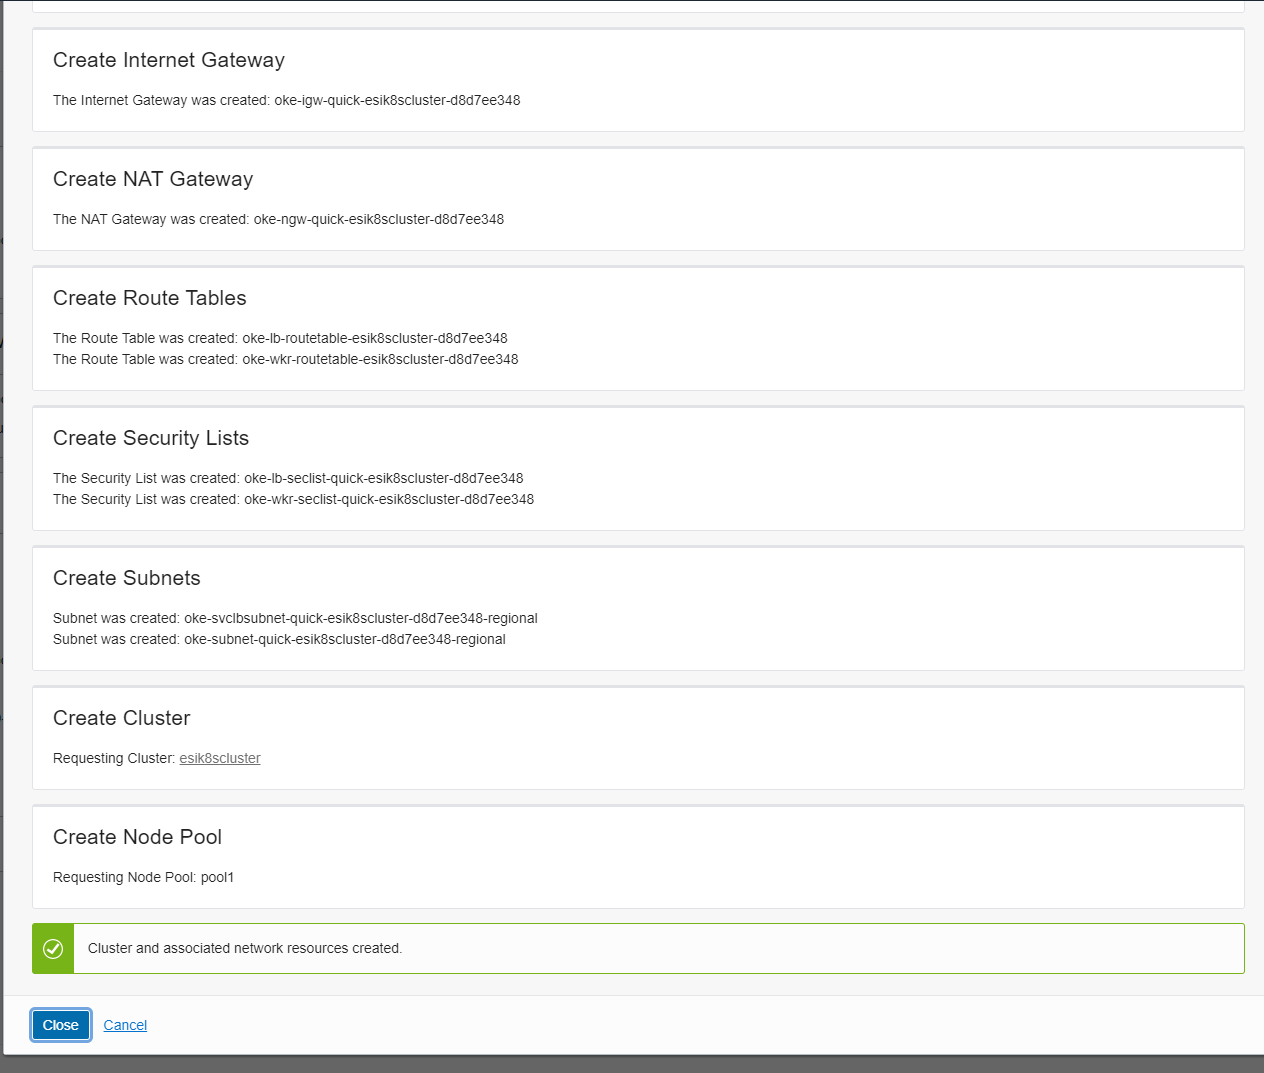 Create Internet Gateway
The Internet Gateway was created: oke-igw-quick-esik8scluster-d8d7ee348
Create NAT Gateway
The NAT Gateway was created: oke-ngw-quick-esik8scluster-d8d7ee348
Create Route Tables
The Route Table was created: oke-lb-routetable-esik8scluster-d8d7ee348
The Route Table was created: oke-wkr-routetable-esik8scluster-d8d7ee348
Create Security Lists
The Security List was created: oke-lb-seclist-quick-esik8scluster-d8d7ee348
The Security List was created: oke-wkr-seclist-quick-esik8scluster-d8d7ee348
Create Subnets
Subnet was created: oke-svclbsubnet-quick-esik8scluster-d8d7ee348-regional
Subnet was created: oke-subnet-quick-esik8scluster-d8d7ee348-regional
Create Cluster
Requesting Cluster: esik8scluster
Create Node Pool
Requesting Node Pool: pool1
Cluster and associated network resources created.
Close Cancel